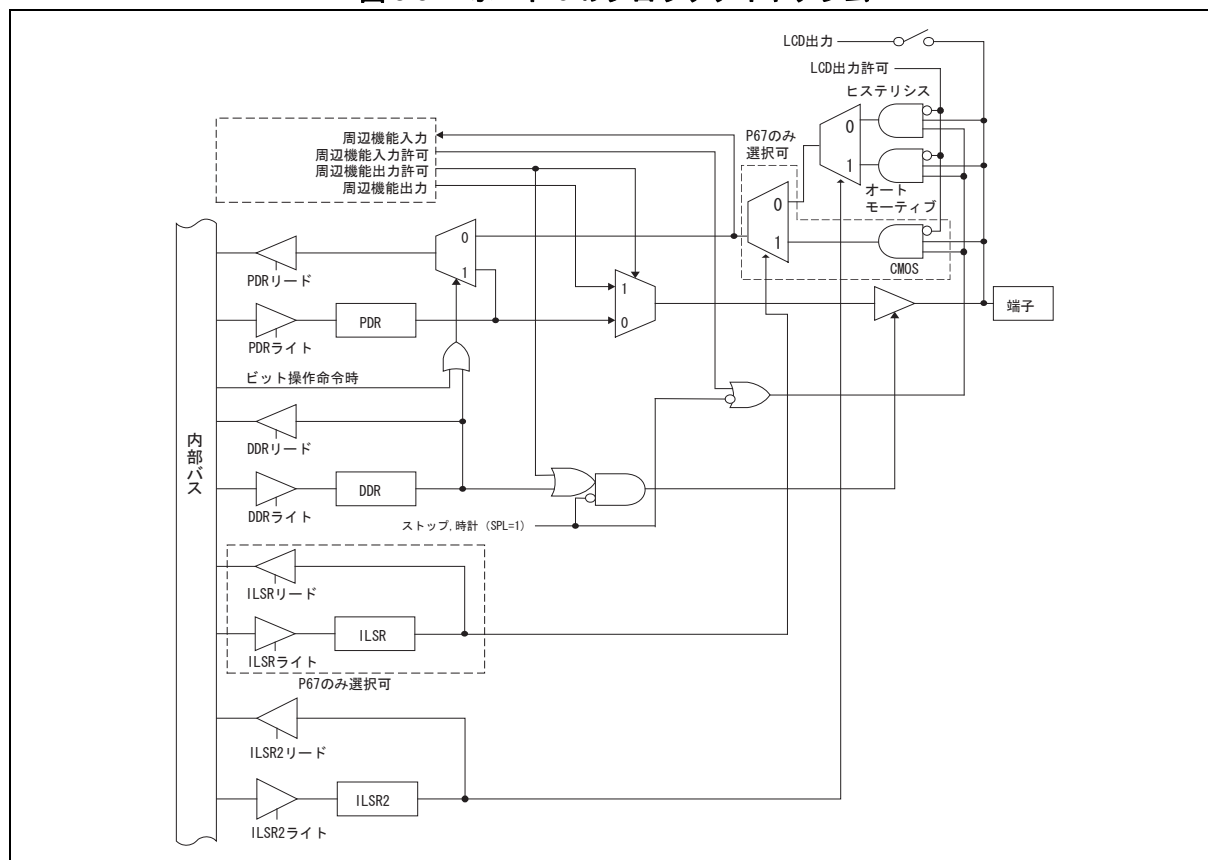 LCD出力
LCD出力許可
ヒステリシス
P67のみ
選択可
0
1
オート
モーティブ
0
1
CMOS
周辺機能入力
周辺機能入力許可
周辺機能出力許可
周辺機能出力
0
1
PDRリード
1
0
端子
PDR
PDRライト
ビット操作命令時
内部バス
DDRリード
DDR
DDRライト
ストップ,時計 (SPL=1)
ILSRリード
ILSR
ILSRライト
P67のみ選択可
ILSR2リード
ILSR2
ILSR2ライト